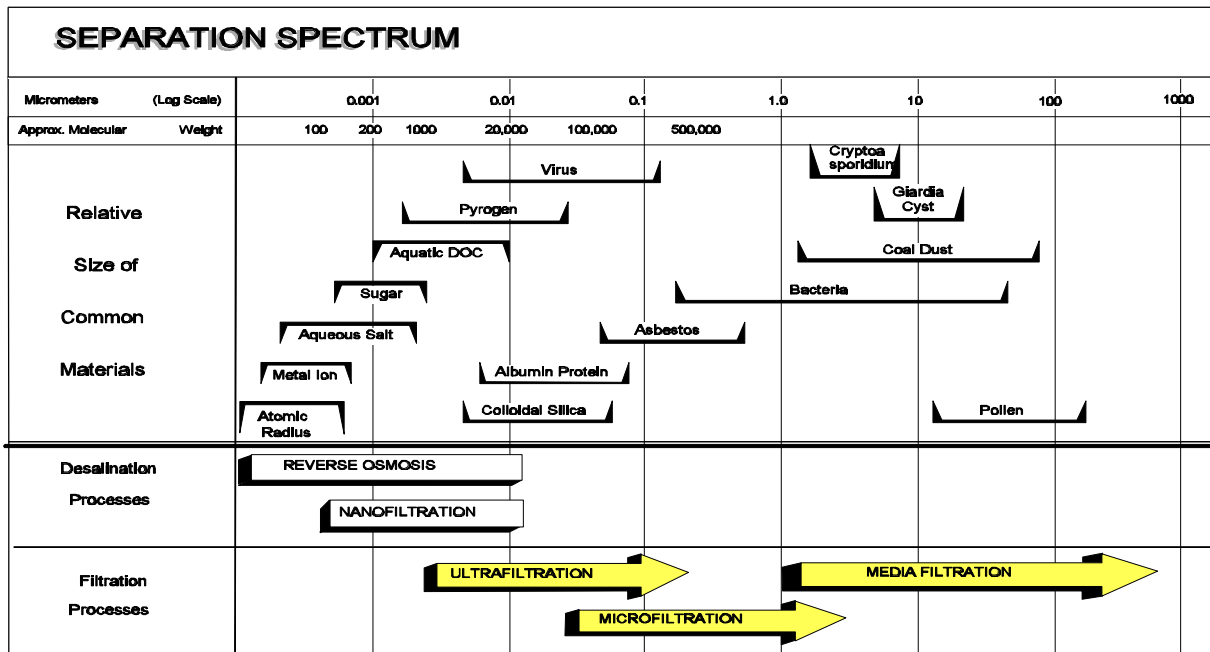 SEPARATION SPECTRUM
Micrometers (Log Scale) 0.001 0.01 0.1 1.0 10 100 1000
Approx. Molecular Weight 100 200 1000 20,000 100,000 500,000
Relative
Size of
Common
Materials
Virus
Cryptoa
sporidium
Pyrogen
Giardia
Cyst
Aquatic DOC
Coal Dust
Sugar
Bacteria
Aqueous Salt
Asbestos
Metal Ion
Albumin Protein
Atomic
Radius
Colloidal Silica
Pollen
Desalination
Processes
REVERSE OSMOSIS
NANOFILTRATION
Filtration
Processes
ULTRAFILTRATION
MEDIA FILTRATION
MICROFILTRATION